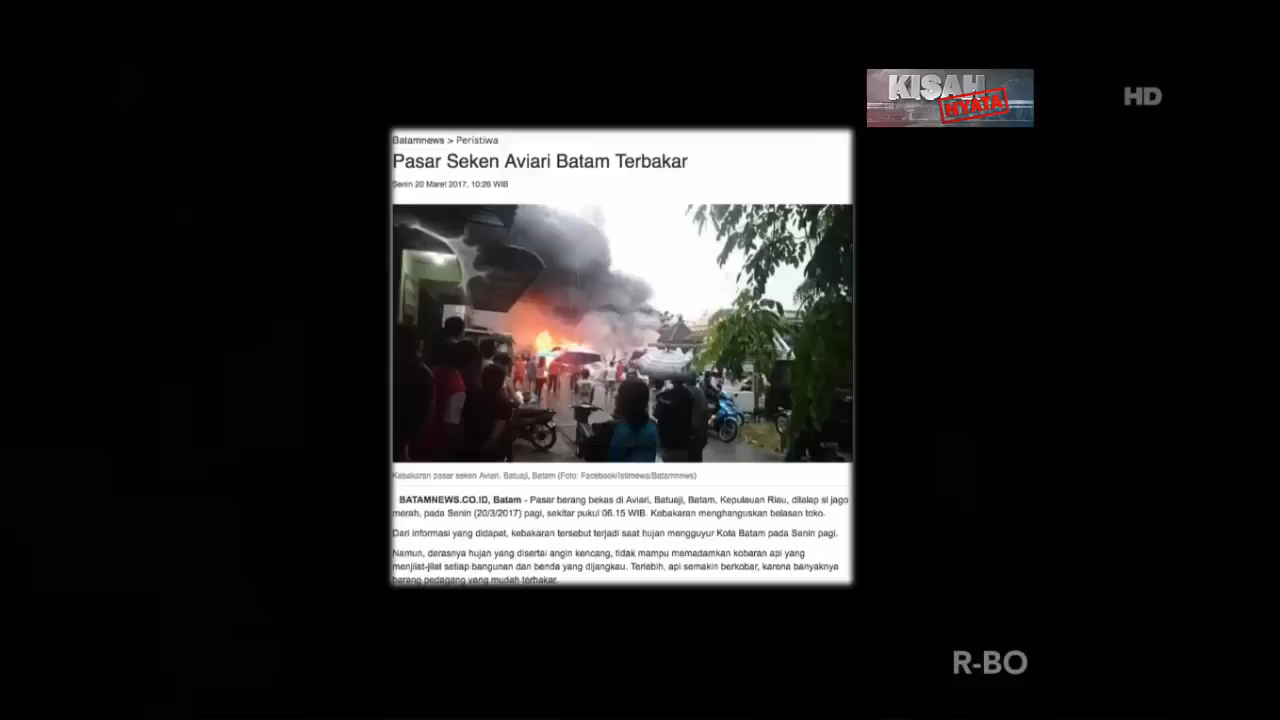 KISAH
NYATA
HD
Batamnews > Peristiwa
Pasar Seken Aviari Batam Terbakar
Senin 20 Maret 2017, 10:26 WIB
Kebakaran pasar seken Aviari, Batuaji, Batam (Foto: Facebook/Istimewa/Batamnews)
BATAMNEWS.CO.ID, Batam - Pasar barang bekas di Aviari, Batuaji, Batam, Kepulauan Riau, dilalap si jago
merah, pada Senin (20/3/2017) pagi, sekitar pukul 06.15 WIB. Kebakaran menghanguskan belasan toko.
Dari informasi yang didapat, kebakaran tersebut terjadi saat hujan mengguyur Kota Batam pada Senin pagi.
Namun, derasnya hujan yang disertai angin kencang, tidak mampu memadamkan kobaran api yang
menjilat-jilat setiap bangunan dan benda yang dijangkau. Terlebih, api semakin berkobar, karena banyaknya
barang pedagang yang mudah terbakar.
R-BO